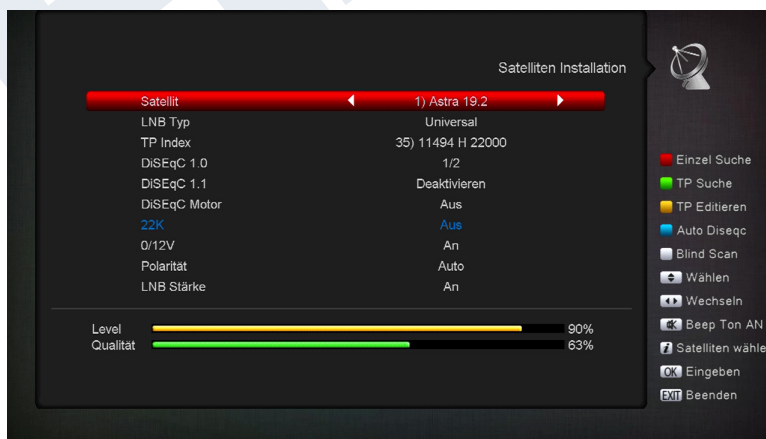 Satelliten Installation
Satellit 1) Astra 19.2
LNB Typ Universal
TP Index 35) 11494 H 22000
DiSEqC 1.0 1/2
DiSEqC 1.1 Deaktivieren
DiSEqC Motor Aus
22K Aus
0/12V An
Polarität Auto
LNB Stärke An
Level 90%
Qualität 63%
Einzel Suche
TP Suche
TP Editieren
Auto Diseqc
Blind Scan
Wählen
Wechseln
Beep Ton AN
i Satelliten wähle
OK Eingeben
EXIT Beenden